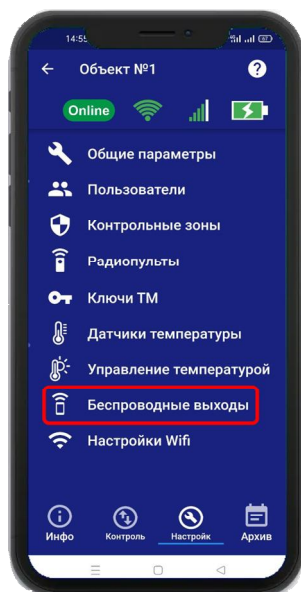 14:55
Объект №1
?
Online
Общие параметры
Пользователи
Контрольные зоны
Радиопульты
Ключи ТМ
Датчики температуры
Управление температурой
Беспроводные выходы
Настройки Wifi
Инфо Контроль Настройк Архив